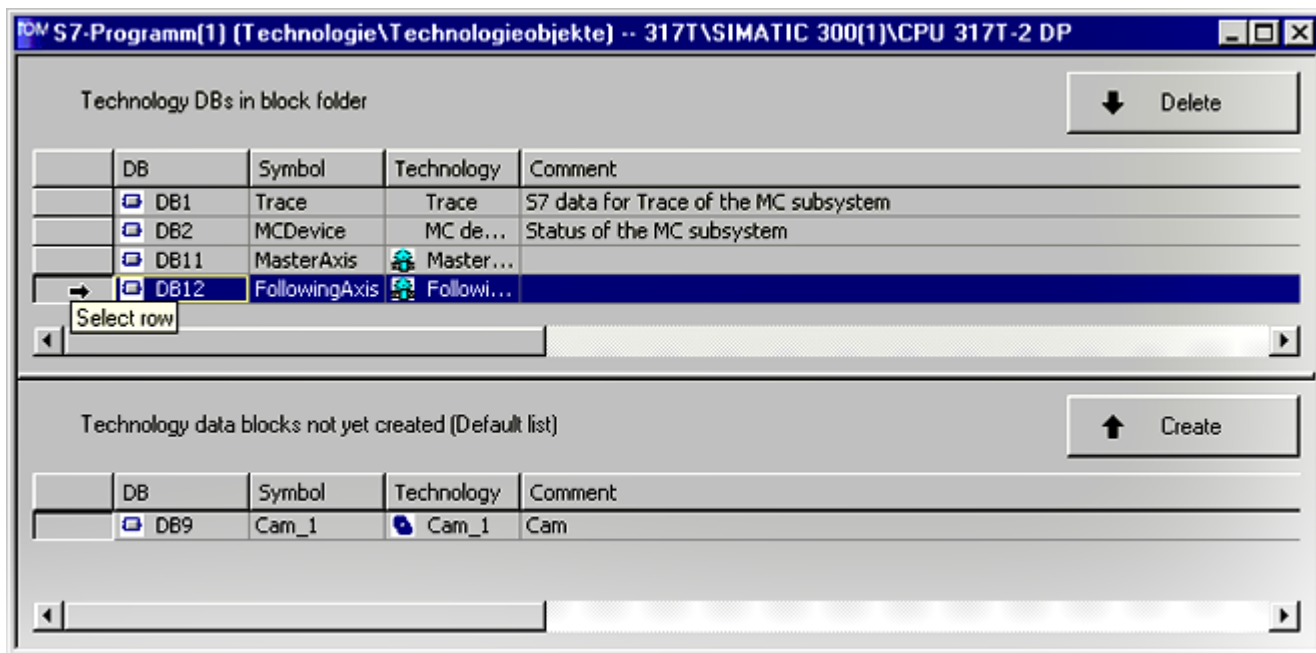 TOM S7-Programm(1) (Technologie\Technologieobjekte) -- 317T\SIMATIC 300(1)\CPU 317T-2 DP
Technology DBs in block folder
Delete
DB Symbol Technology Comment
DB1 Trace Trace S7 data for Trace of the MC subsystem
DB2 MCDevice MC de... Status of the MC subsystem
DB11 MasterAxis Master...
DB12 FollowingAxis Followi...
Select row
Technology data blocks not yet created (Default list)
Create
DB Symbol Technology Comment
DB9 Cam_1 Cam_1 Cam